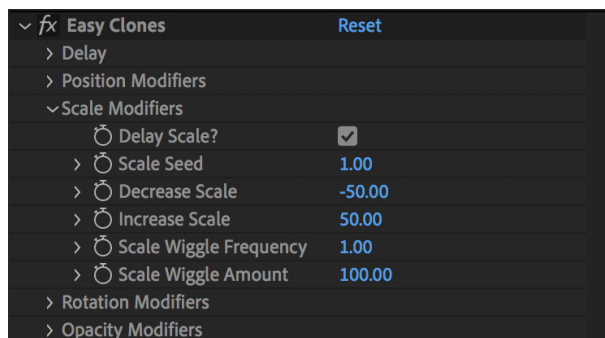 fx Easy Clones Reset
Delay
Position Modifiers
Scale Modifiers
Delay Scale?
Scale Seed 1.00
Decrease Scale -50.00
Increase Scale 50.00
Scale Wiggle Frequency 1.00
Scale Wiggle Amount 100.00
Rotation Modifiers
Opacity Modifiers